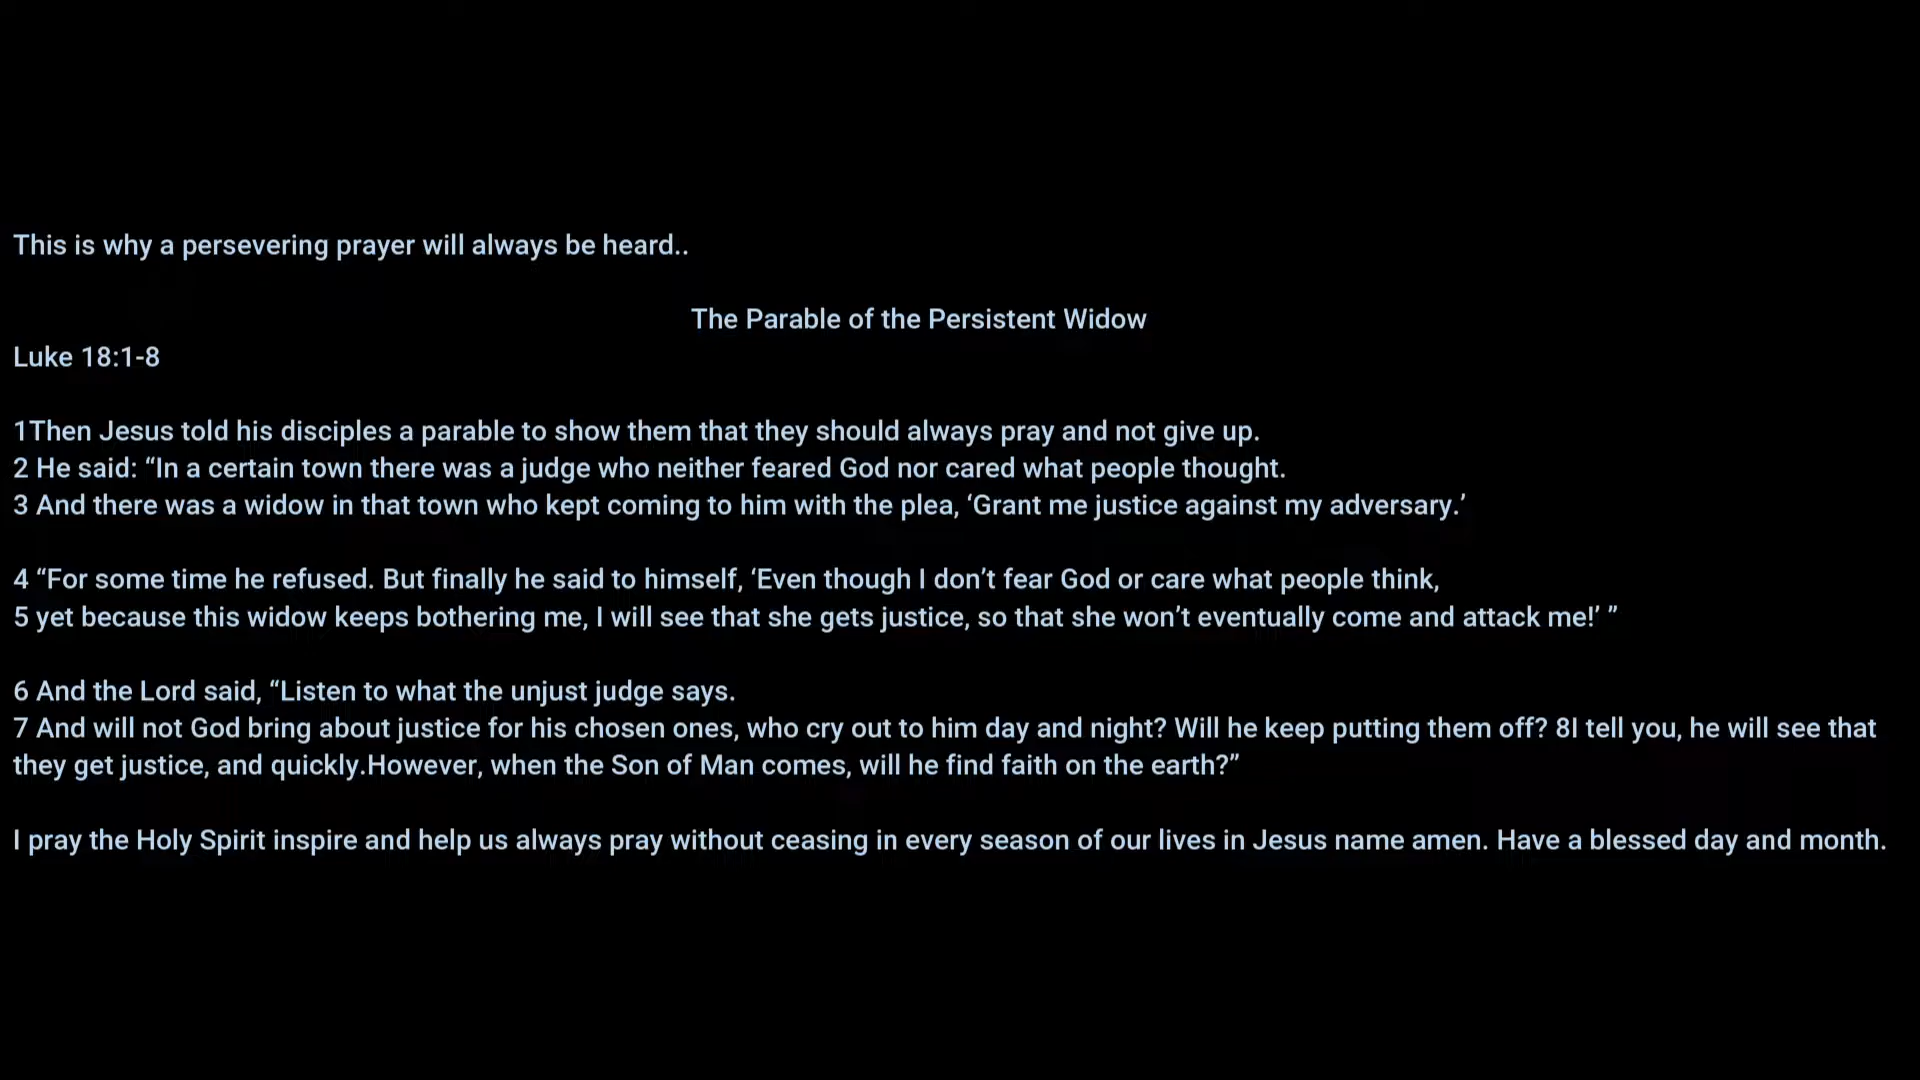 This is why a persevering prayer will always be heard..
The Parable of the Persistent Widow
Luke 18:1-8
1Then Jesus told his disciples a parable to show them that they should always pray and not give up.
2 He said: “In a certain town there was a judge who neither feared God nor cared what people thought.
3 And there was a widow in that town who kept coming to him with the plea, ‘Grant me justice against my adversary.’
4 “For some time he refused. But finally he said to himself, ‘Even though I don’t fear God or care what people think,
5 yet because this widow keeps bothering me, I will see that she gets justice, so that she won’t eventually come and attack me!’ ”
6 And the Lord said, “Listen to what the unjust judge says.
7 And will not God bring about justice for his chosen ones, who cry out to him day and night? Will he keep putting them off? 8I tell you, he will see that
they get justice, and quickly.However, when the Son of Man comes, will he find faith on the earth?”
I pray the Holy Spirit inspire and help us always pray without ceasing in every season of our lives in Jesus name amen. Have a blessed day and month.